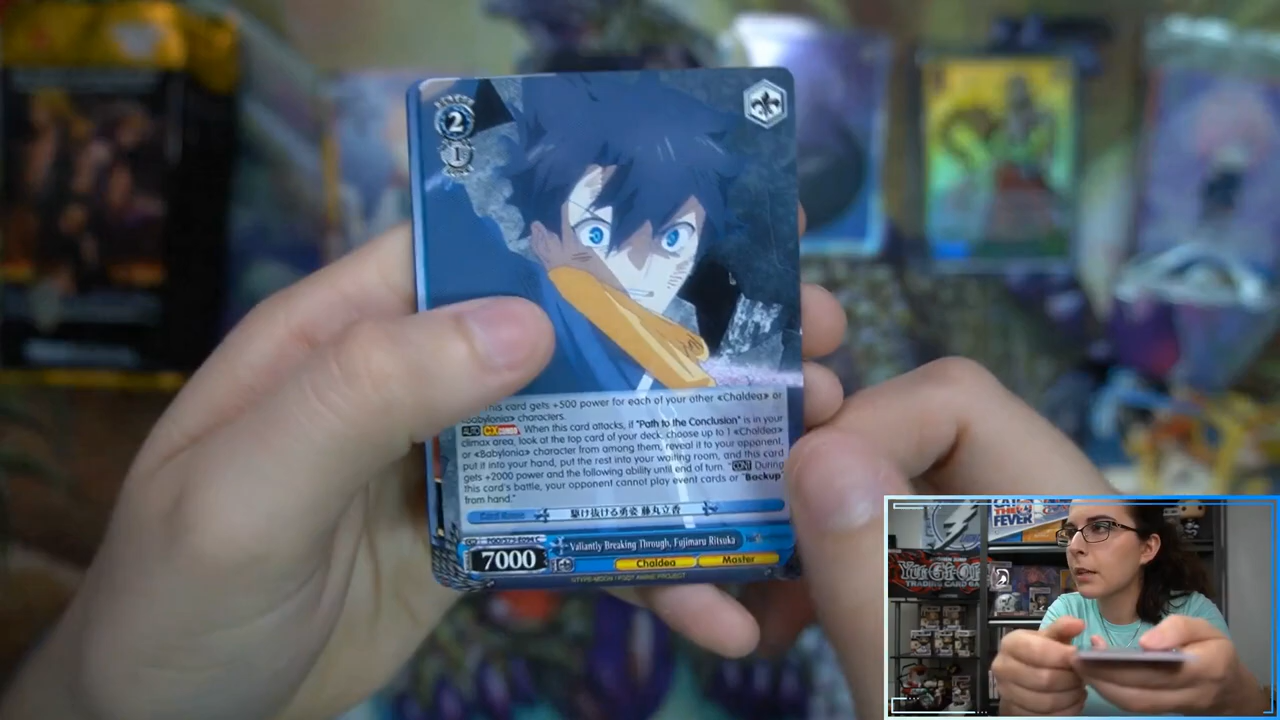 2
1
This card gets +500 power for each of your other «Chaldea» or
«Babylonia» characters.
AUTO When this card attacks, if "Path to the Conclusion" is in your
climax area, look at the top card of your deck, choose up to 1 «Chaldea»
or «Babylonia» character from among them, reveal it to your opponent,
put it into your hand, put the rest into your waiting room, and this card
gets +2000 power and the following ability until end of turn. "CONT During
this card's battle, your opponent cannot play event cards or "Backup"
from hand."
Card Name
駆け抜ける勇姿 藤丸立香
Valiantly Breaking Through, Fujimaru Ritsuka
7000
Chaldea
Master
FEVER
Yu-Gi-Oh
TRADING CARD GA